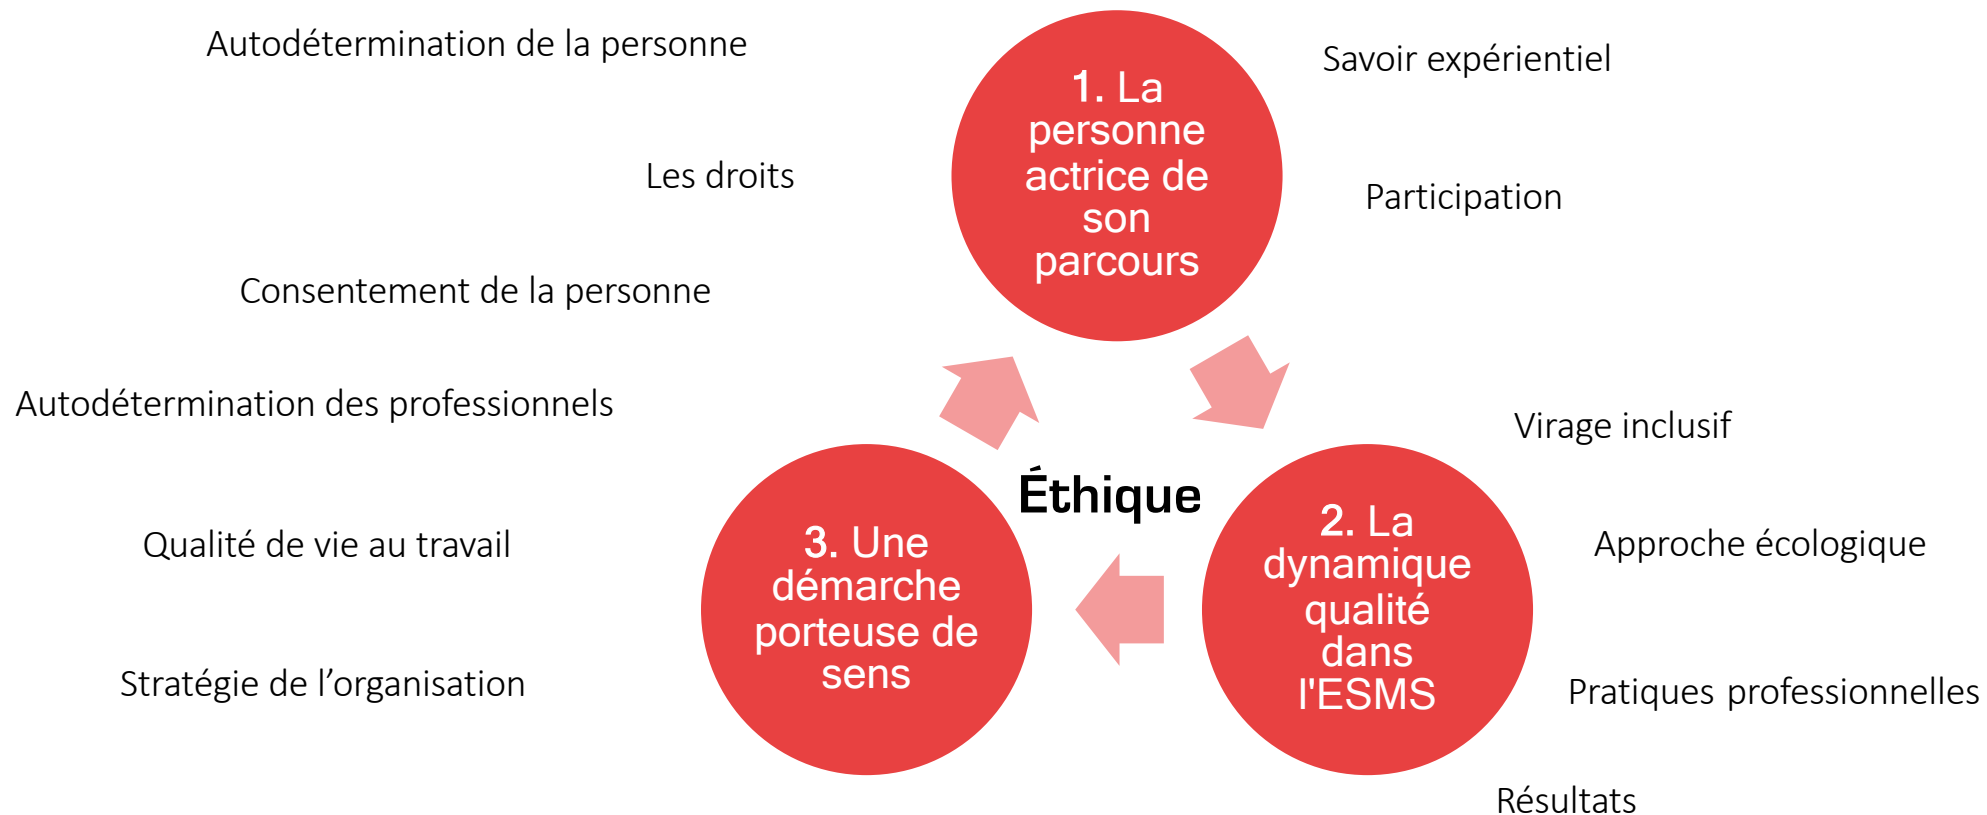 Autodétermination de la personne
Les droits
Consentement de la personne
1. La
personne
actrice de
son
parcours
Savoir expérientiel
Participation
Éthique
Virage inclusif
Approche écologique
Pratiques professionnelles
Résultats
2. La
dynamique
qualité
dans
l'ESMS
3. Une
démarche
porteuse de
sens
Autodétermination des professionnels
Qualité de vie au travail
Stratégie de l’organisation